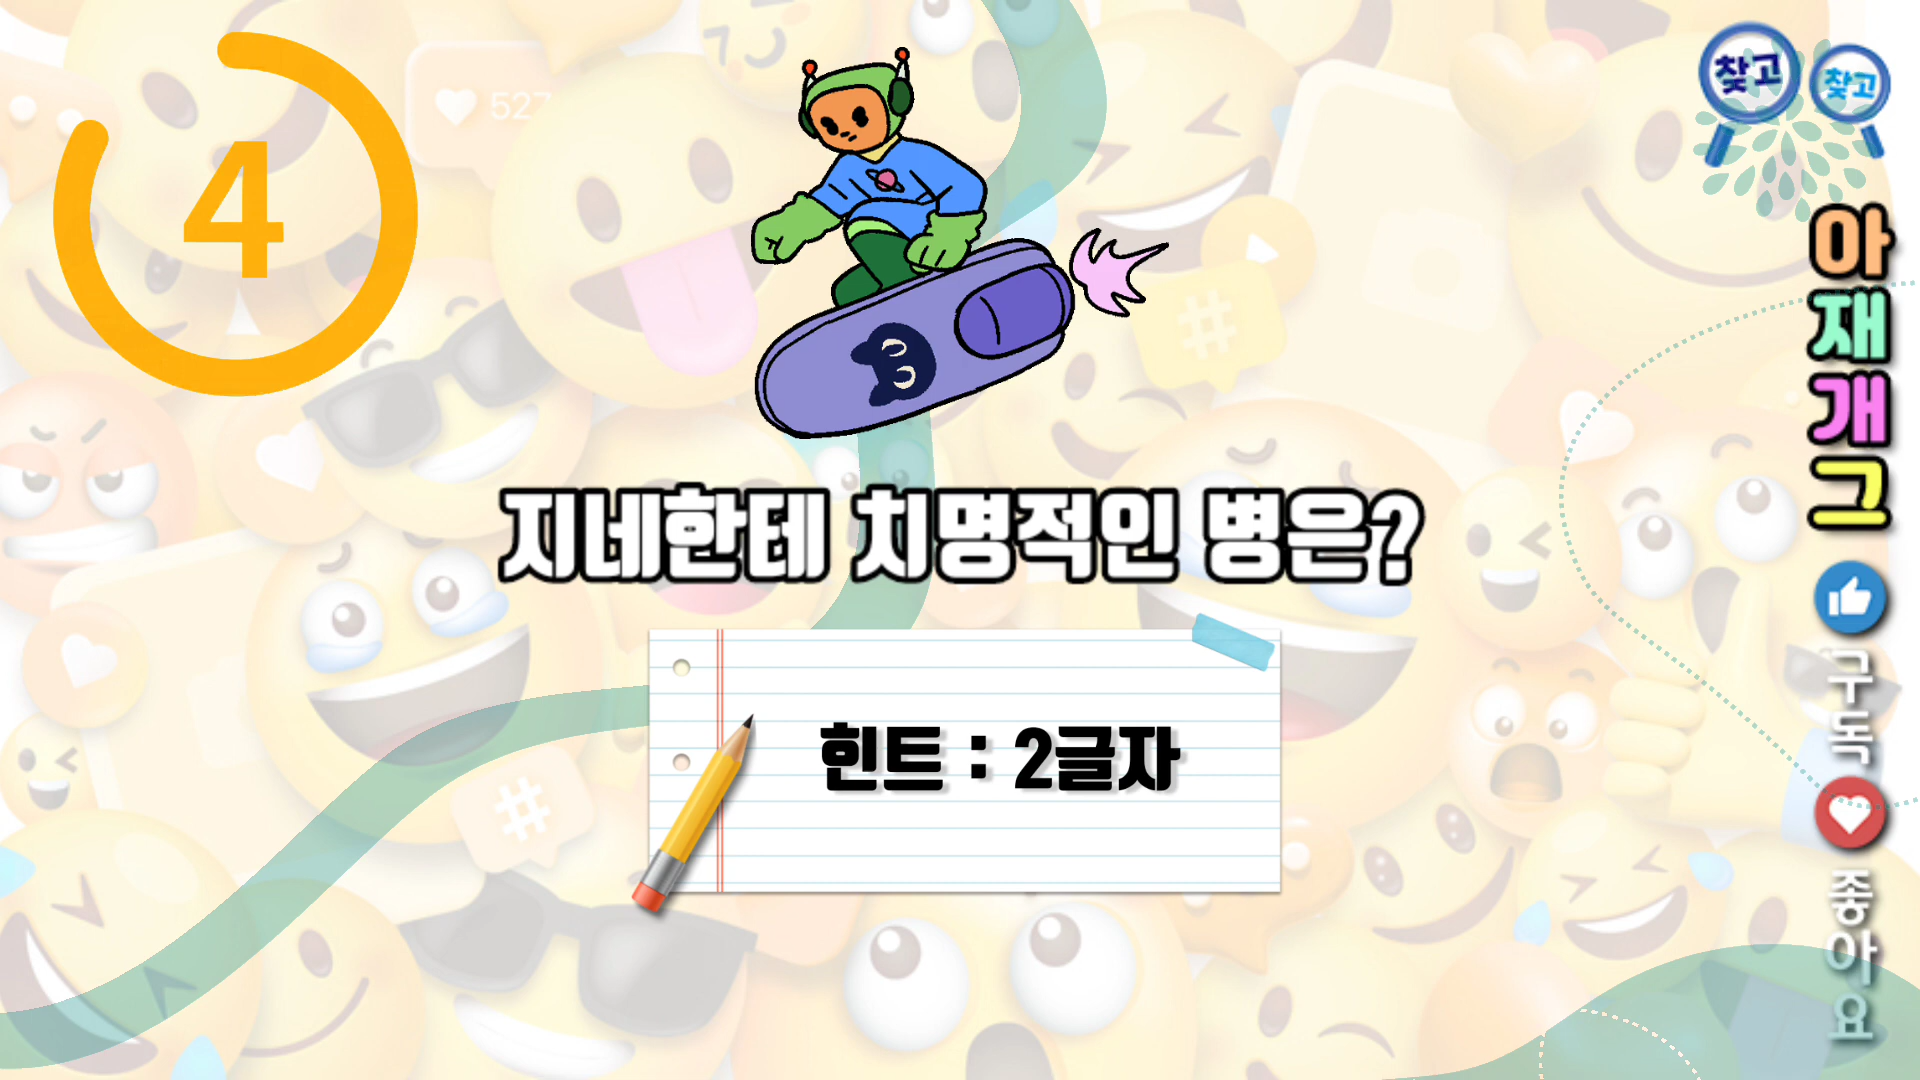 4
527
찾고
찾고
아재개그
지네한테 치명적인 병은?
힌트 : 2글자
구독
좋아요